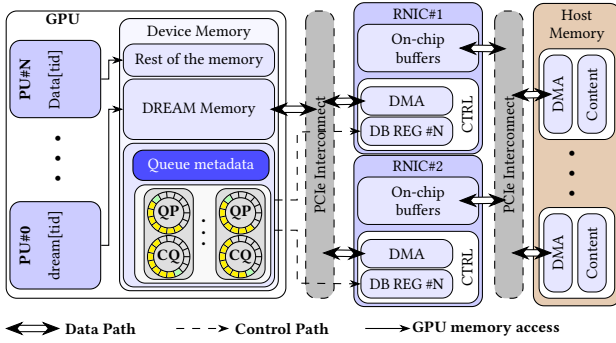 GPU
PU#N
Data[tid]
PU#0
dream[tid]
Device Memory
Rest of the memory
DREAM Memory
Queue metadata
QP
QP
CQ
CQ
PCIe Interconnect
RNIC#1
On-chip
buffers
DMA
DB REG #N
CTRL
RNIC#2
On-chip
buffers
DMA
DB REG #N
CTRL
PCIe Interconnect
Host
Memory
DMA
Content
DMA
Content
Data Path
Control Path
GPU memory access